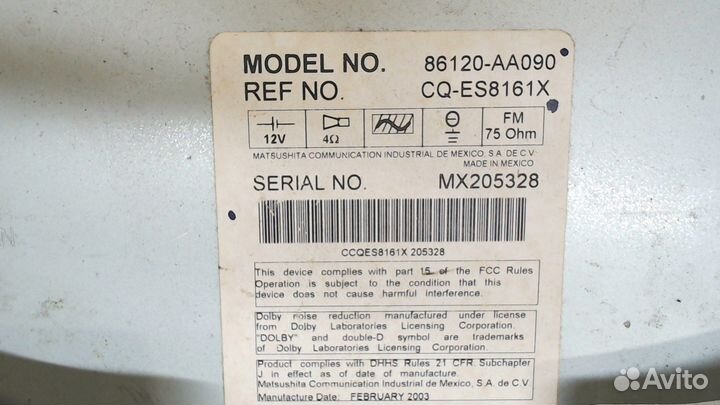 MODEL NO. 86120-AA090
REF NO. CQ-ES8161X
12V 4Ω FM 75 Ohm
MATSUSHITA COMMUNICATION INDUSTRIAL DE MEXICO, S.A. DE C.V.
MADE IN MEXICO
SERIAL NO. MX205328
CCQES8161X 205328
This device complies with part 15 of the FCC Rules
Operation is subject to the condition that this
device does not cause harmful interference.
Dolby noise reduction manufactured under license
from Dolby Laboratories Licensing Corporation.
"DOLBY" and double-D symbol are trademarks
of Dolby Laboratories Licensing Corporation.
Product complies with DHHS Rules 21 CFR. Subchapter
J in effect as of date of manufacture.
Matsushita Communication Industrial de Mexico, S.A. de C.V.
Manufacture Date: FEBRUARY 2003
Avito